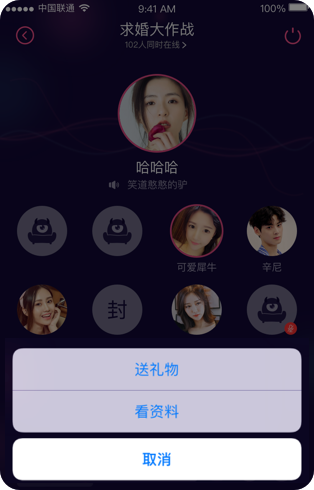 中国联通 9:41 AM 100%
求婚大作战
102人同时在线
哈哈哈
笑道憨憨的驴
可爱犀牛 辛尼
封
送礼物
看资料
取消